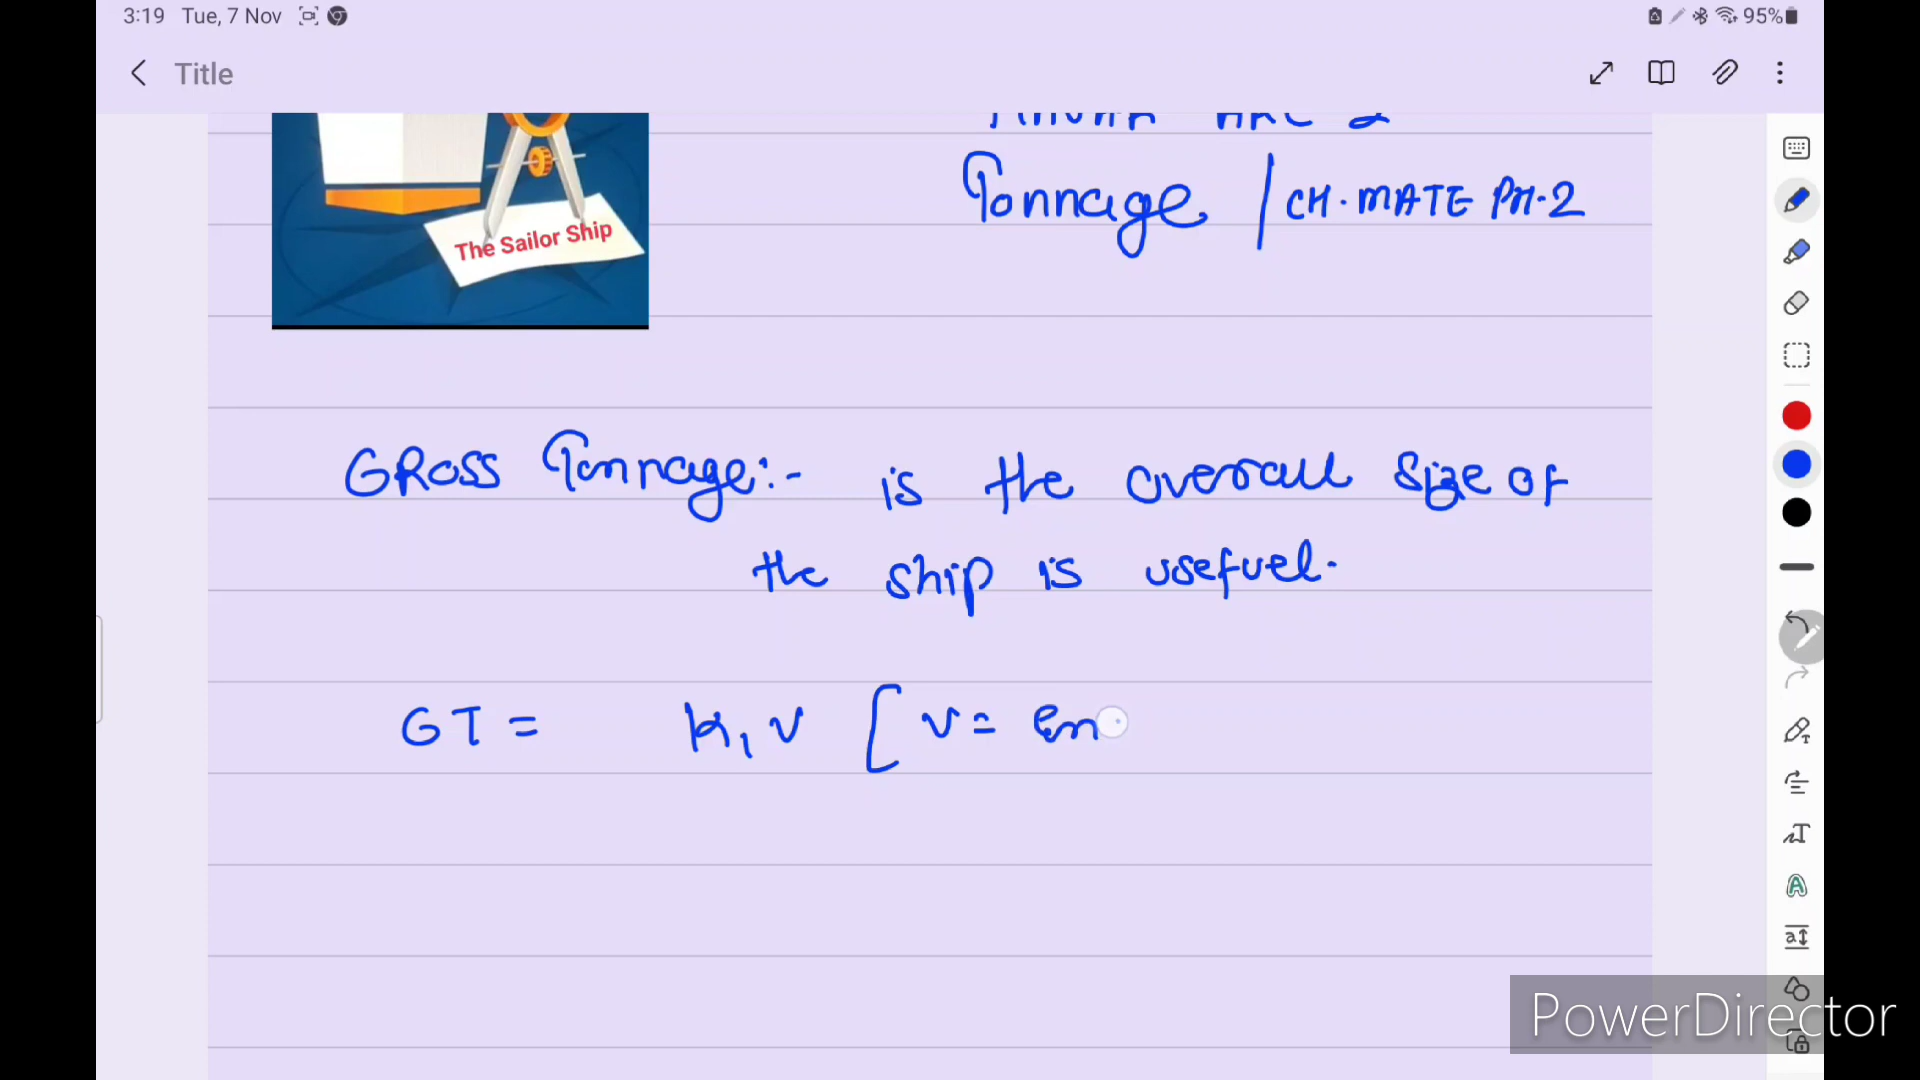 3:19 Tue, 7 Nov 95%
Title
Tonnage / CH. MATE PH-2
The Sailor Ship
GROSS Tonnage:- is the overall Size of
the ship is usefuel.
GT = K1 V [ V = En
PowerDirector